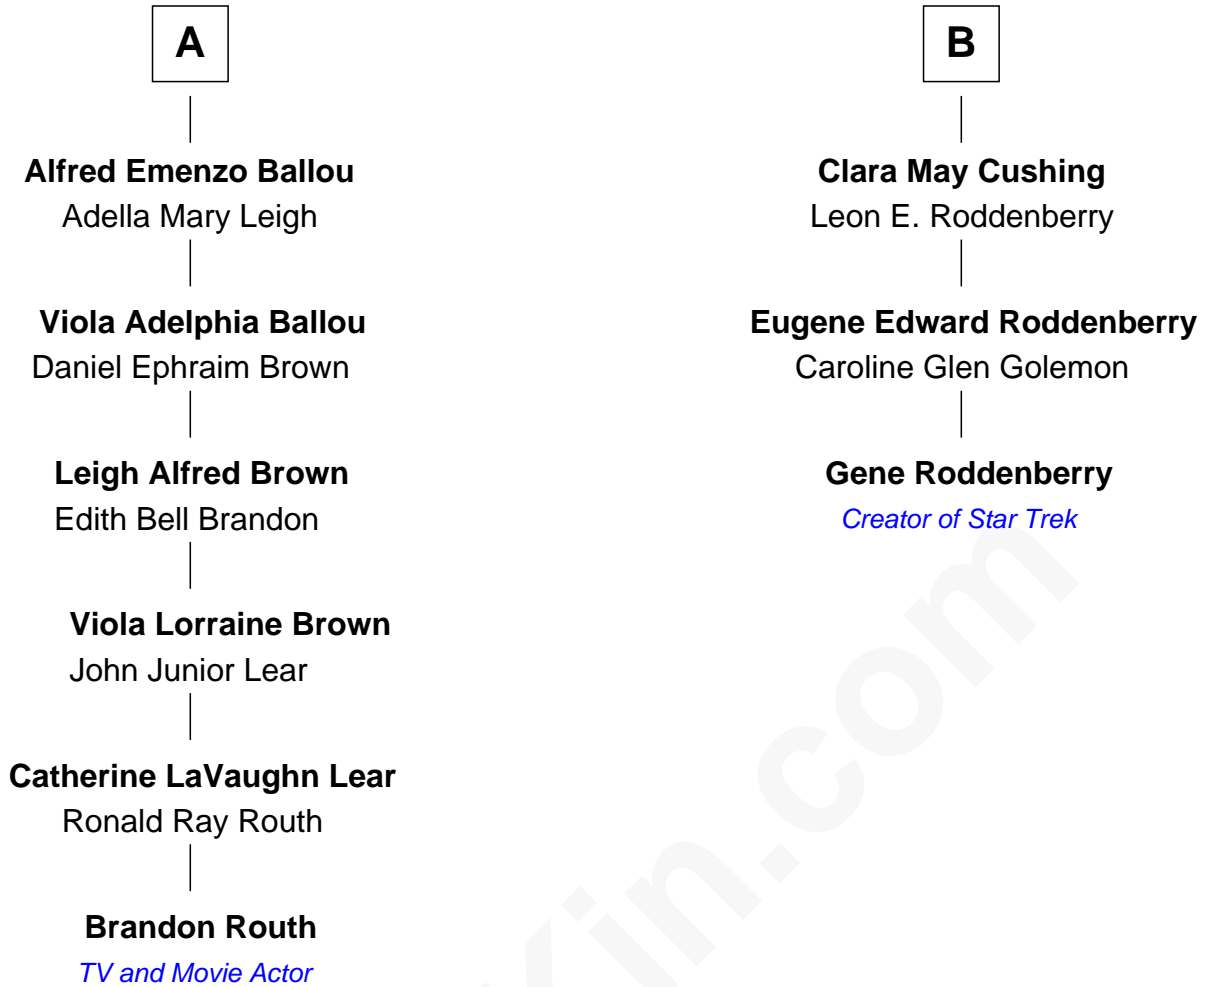 A
Alfred Emenzo Ballou
Adella Mary Leigh
Viola Adelphia Ballou
Daniel Ephraim Brown
Leigh Alfred Brown
Edith Bell Brandon
Viola Lorraine Brown
John Junior Lear
Catherine LaVaughn Lear
Ronald Ray Routh
Brandon Routh
TV and Movie Actor
B
Clara May Cushing
Leon E. Roddenberry
Eugene Edward Roddenberry
Caroline Glen Golemon
Gene Roddenberry
Creator of Star Trek
Kin.com